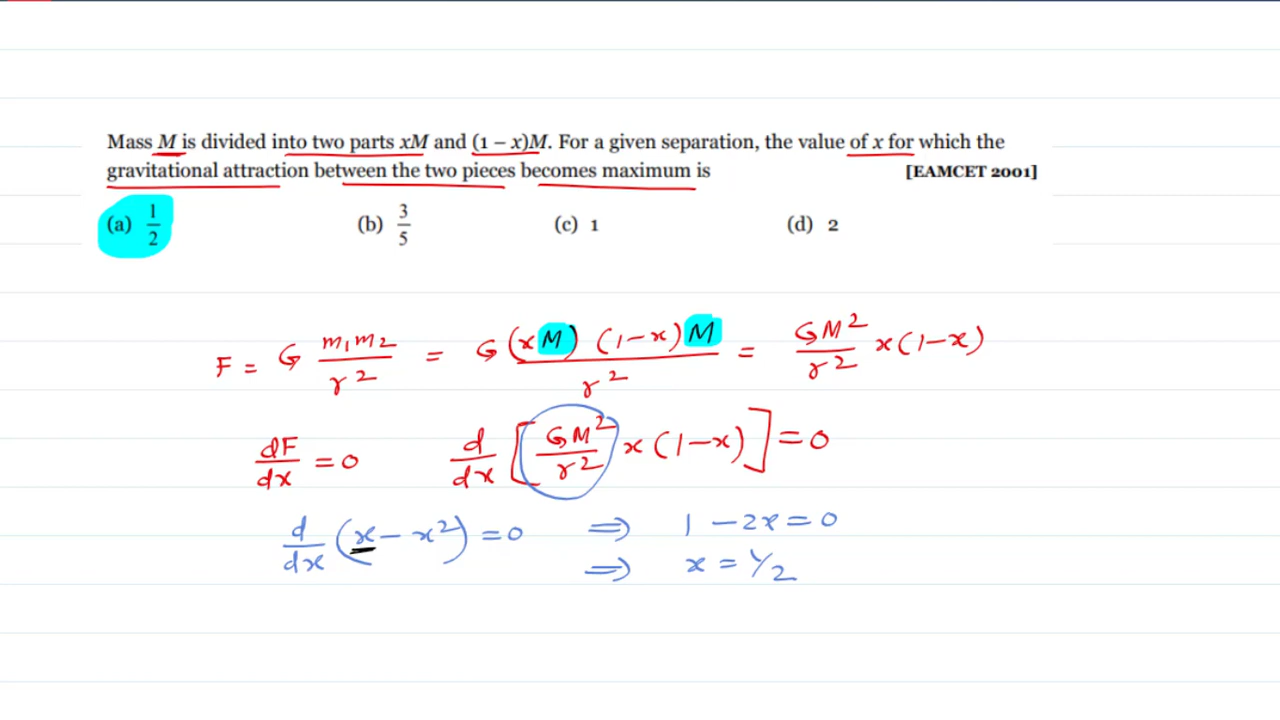 Mass M is divided into two parts xM and (1 – x)M. For a given separation, the value of x for which the
gravitational attraction between the two pieces becomes maximum is [EAMCET 2001]
(a) 1/2 (b) 3/5 (c) 1 (d) 2
F = G m₁m₂/r² = G(xM)(1-x)M/r² = GM²/r² x(1-x)
dF/dx = 0 d/dx [GM²/r² x(1-x)] = 0
d/dx (x - x²) = 0 ⇒ 1 - 2x = 0
⇒ x = 1/2